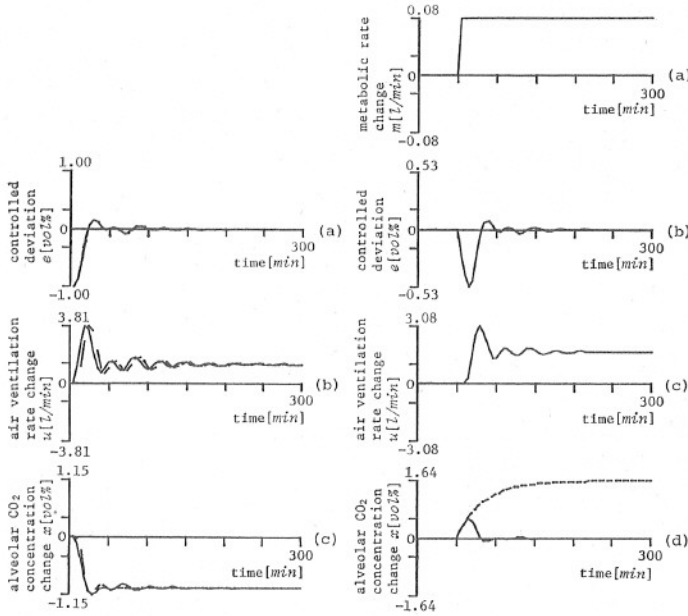 0.08
metabolic rate
change
m[l/min]
0
-0.08
300
time[min]
(a)
1.00
controlled
deviation
e[vol%]
0
-1.00
300
time[min]
(a)
0.53
controlled
deviation
e[vol%]
0
-0.53
300
time[min]
(b)
3.81
air ventilation
rate change
u[l/min]
0
-3.81
300
time[min]
(b)
3.08
air ventilation
rate change
u[l/min]
0
-3.08
300
time[min]
(c)
1.15
alveolar CO₂
concentration
change x[vol%]
0
-1.15
300
time[min]
(c)
1.64
alveolar CO₂
concentration
change x[vol%]
0
-1.64
300
time[min]
(d)